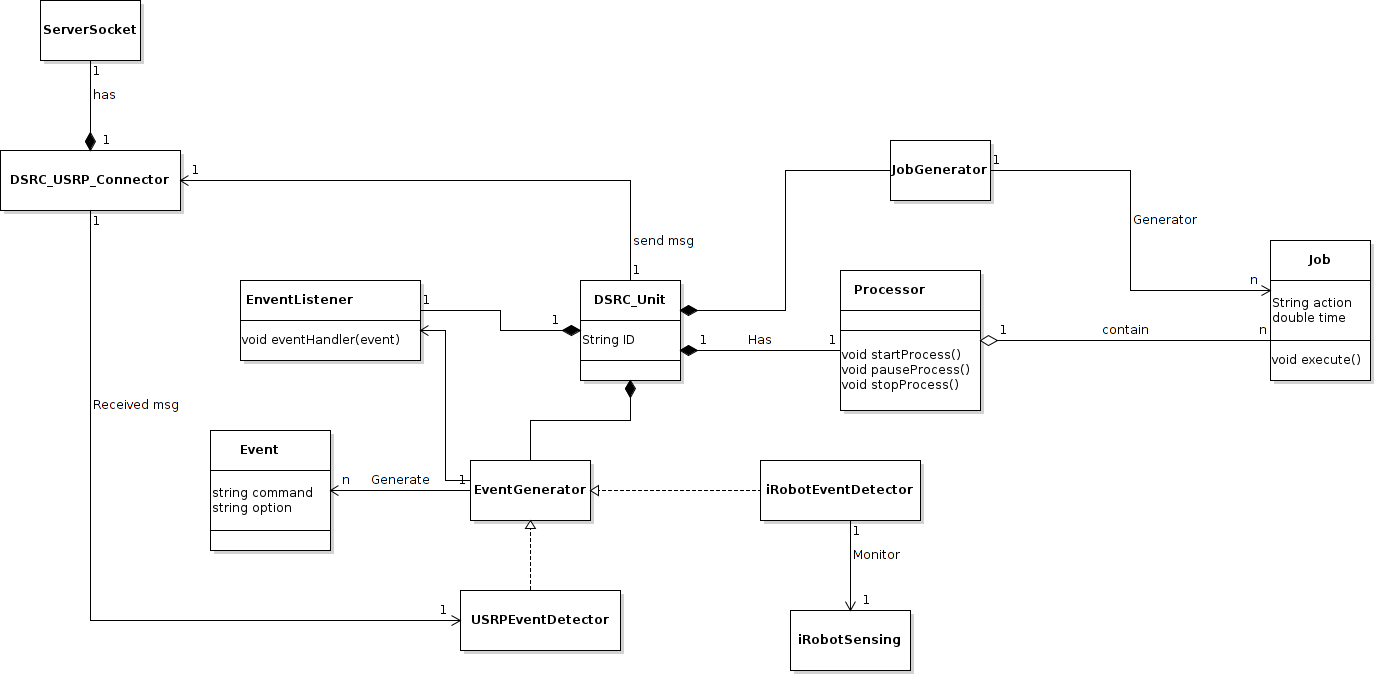 ServerSocket
1
has
1
DSRC_USRP_Connector
1
1
send msg
1
JobGenerator
1
Generator
n
Job
String action
double time
void execute()
EnventListener
void eventHandler(event)
1
1
DSRC_Unit
String ID
1
Has
1
Processor
void startProcess()
void pauseProcess()
void stopProcess()
1
contain
n
Received msg
Event
string command
string option
n
Generate
1
EventGenerator
iRobotEventDetector
1
Monitor
1
iRobotSensing
1
USRPEventDetector